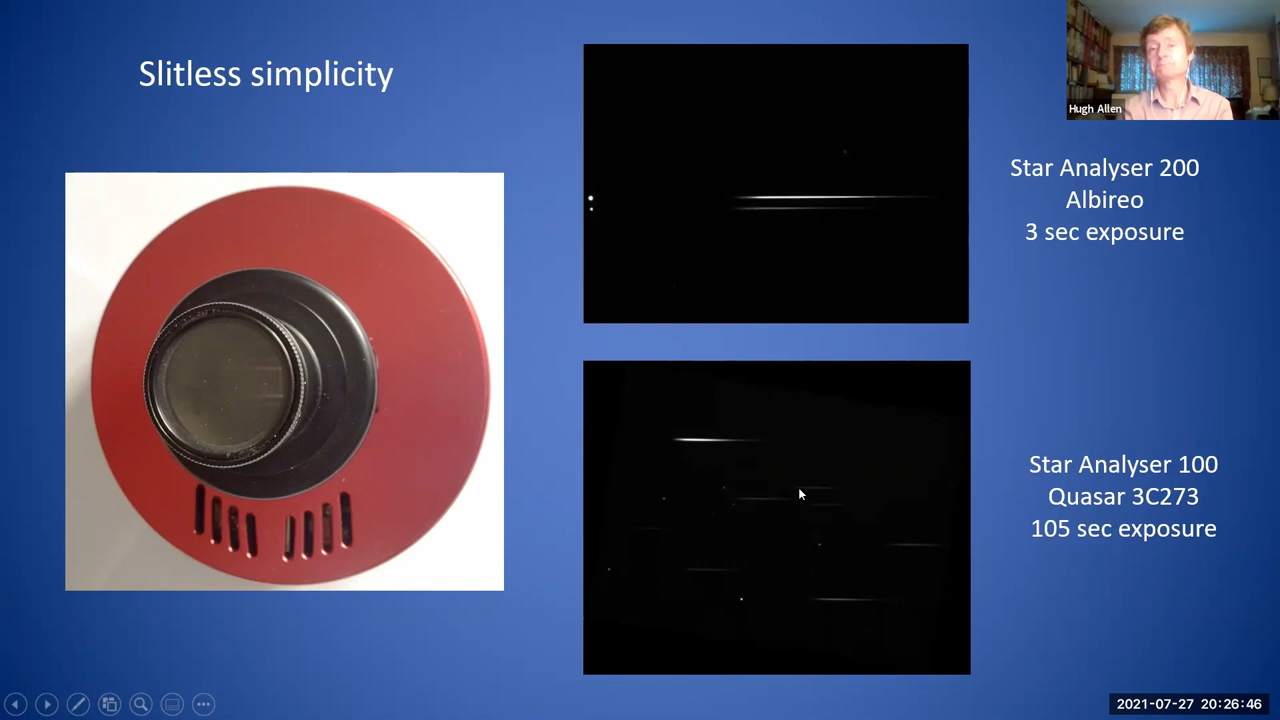 Slitless simplicity
Hugh Allen
Star Analyser 200
Albireo
3 sec exposure
Star Analyser 100
Quasar 3C273
105 sec exposure
2021-07-27 20:26:46